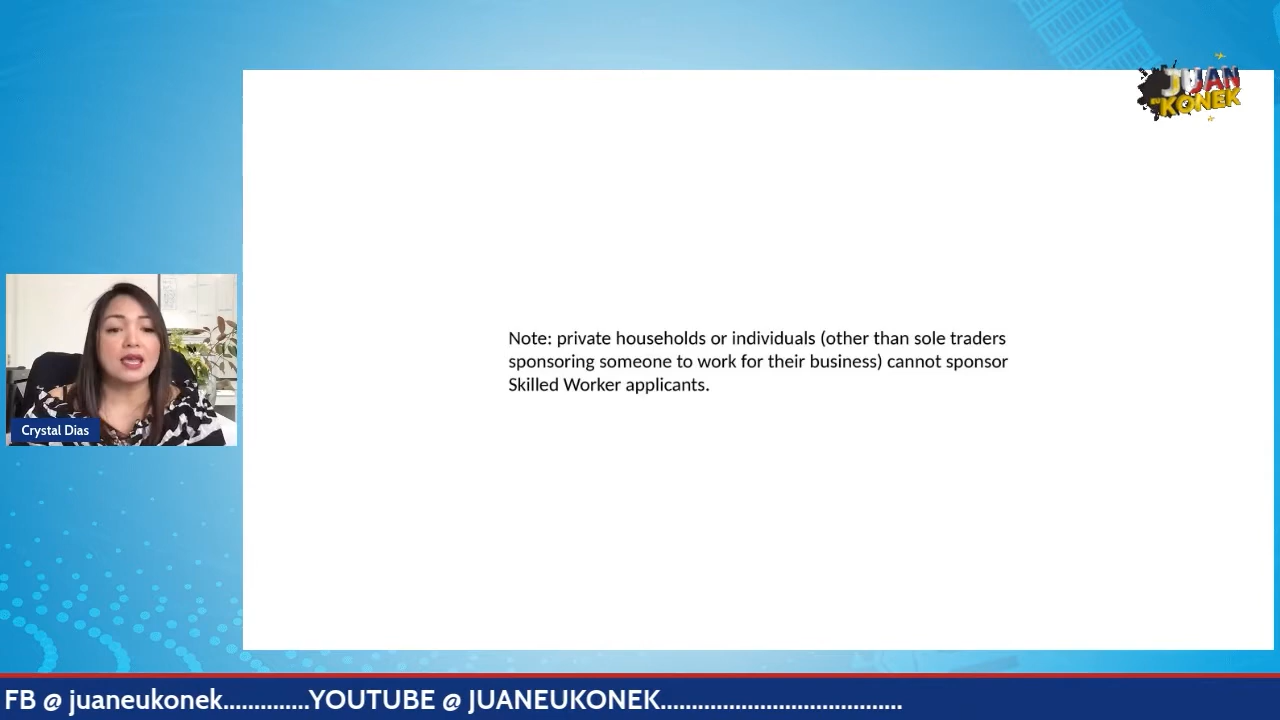 JUAN
EU
KONEK
Note: private households or individuals (other than sole traders
sponsoring someone to work for their business) cannot sponsor
Skilled Worker applicants.
Crystal Dias
FB @ juaneukonek..............YOUTUBE @ JUANEUKONEK.......................................